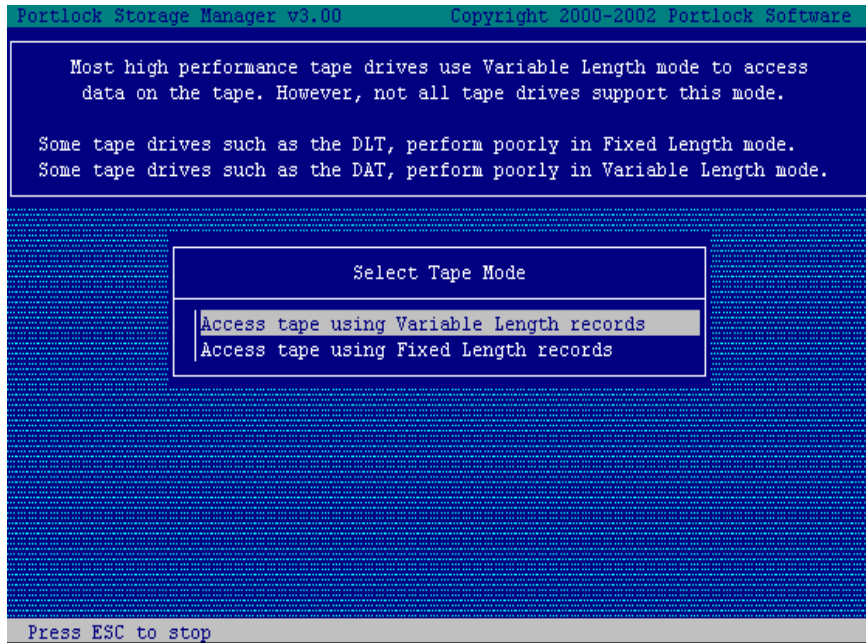 Portlock Storage Manager v3.00 Copyright 2000-2002 Portlock Software
Most high performance tape drives use Variable Length mode to access
data on the tape. However, not all tape drives support this mode.
Some tape drives such as the DLT, perform poorly in Fixed Length mode.
Some tape drives such as the DAT, perform poorly in Variable Length mode.
Select Tape Mode
Access tape using Variable Length records
Access tape using Fixed Length records
Press ESC to stop